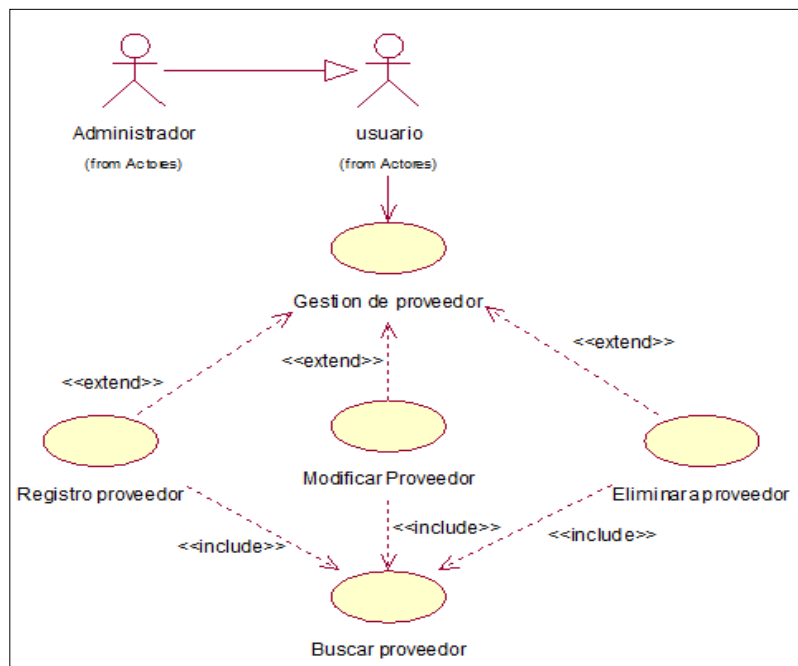 Administrador
(from Actores)
usuario
(from Actores)
Gestion de proveedor
<<extend>>
<<extend>>
<<extend>>
Registro proveedor
Modificar Proveedor
Eliminara proveedor
<<include>>
<<include>>
<<include>>
Buscar proveedor